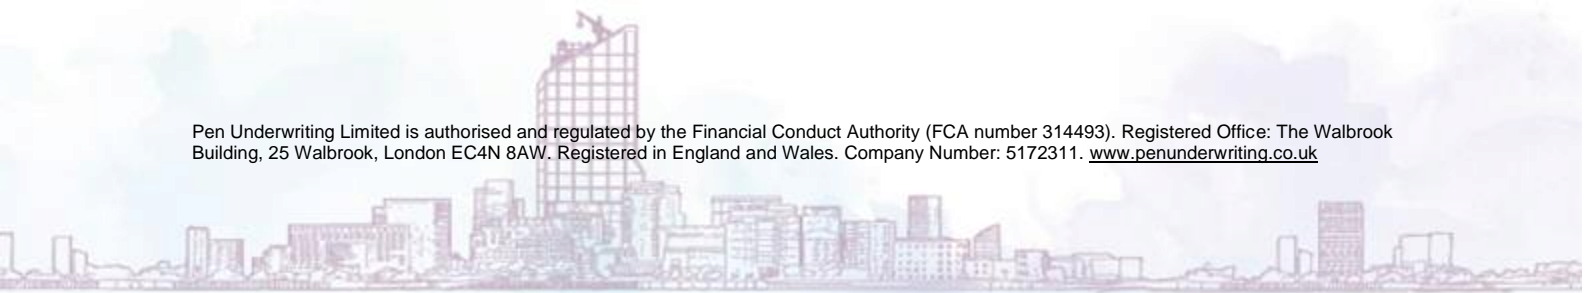 Pen Underwriting Limited is authorised and regulated by the Financial Conduct Authority (FCA number 314493). Registered Office: The Walbrook
Building, 25 Walbrook, London EC4N 8AW. Registered in England and Wales. Company Number: 5172311. www.penunderwriting.co.uk